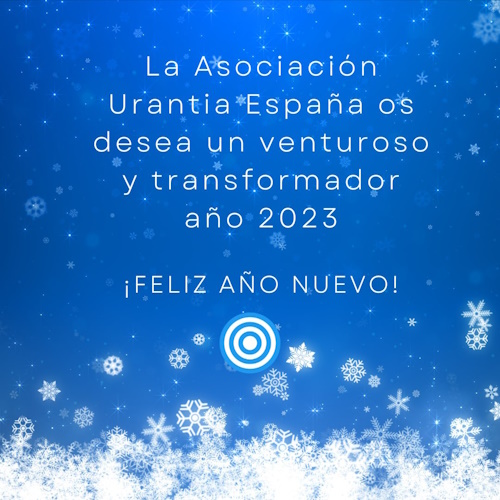 La Asociación
Urantia España os
desea un venturoso
y transformador
año 2023
¡FELIZ AÑO NUEVO!